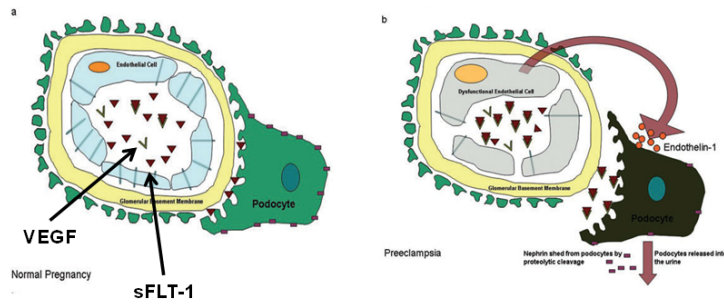 a
Endothelial Cell
Glomerular Basement Membrane
Podocyte
VEGF
sFLT-1
Normal Pregnancy
b
Dysfunctional Endothelial Cell
Endothelin-1
Glomerular Basement Membrane
Podocyte
Preeclampsia
Nephrin shed from podocytes by
proteolytic cleavage
Podocytes released into
the urine